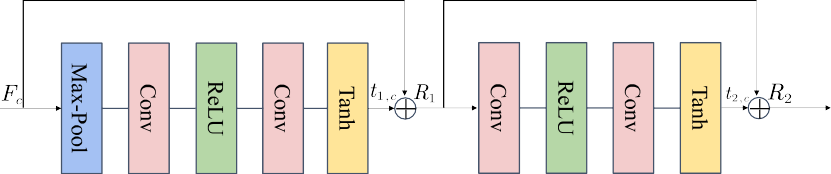 F_c
Max-Pool
Conv
ReLU
Conv
Tanh
t_{1,c}
R_1
Conv
ReLU
Conv
Tanh
t_{2,c}
R_2